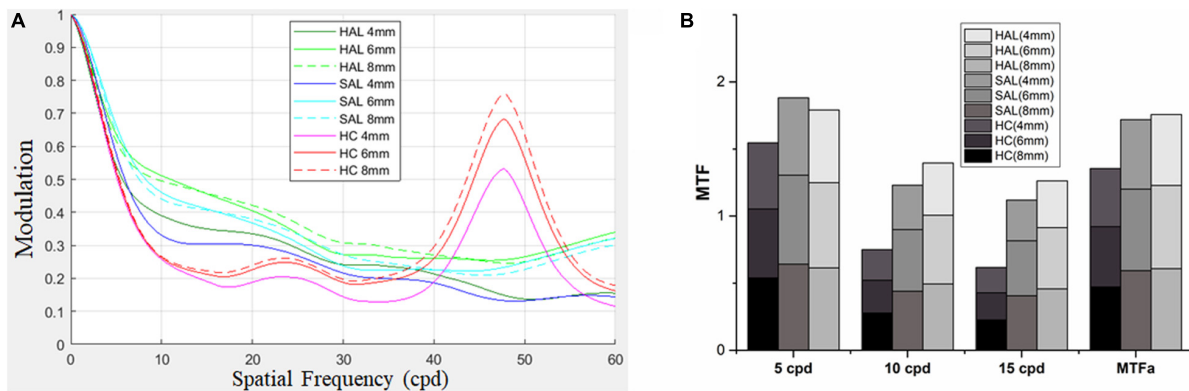 A
1
0.9
0.8
0.7
0.6
0.5
0.4
0.3
0.2
0.1
0
Modulation
0 10 20 30 40 50 60
Spatial Frequency (cpd)
HAL 4mm
HAL 6mm
HAL 8mm
SAL 4mm
SAL 6mm
SAL 8mm
HC 4mm
HC 6mm
HC 8mm
B
2
1
0
MTF
5 cpd 10 cpd 15 cpd MTFa
HAL(4mm)
HAL(6mm)
HAL(8mm)
SAL(4mm)
SAL(6mm)
SAL(8mm)
HC(4mm)
HC(6mm)
HC(8mm)